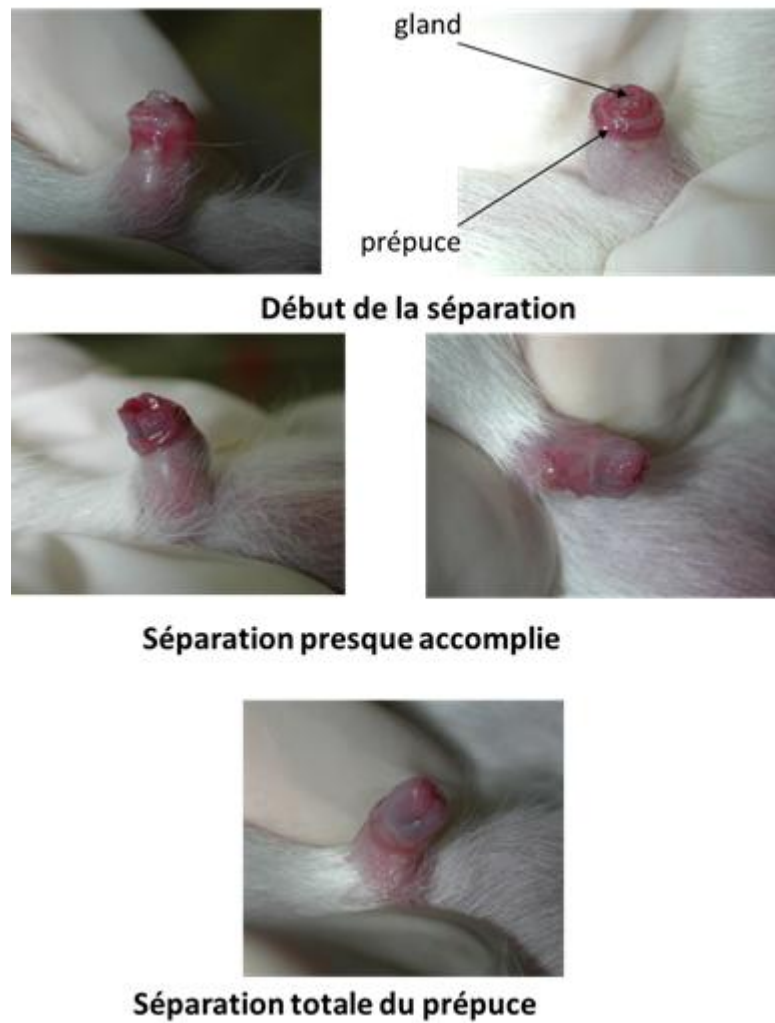 gland
prépuce
Début de la séparation
Séparation presque accomplie
Séparation totale du prépuce